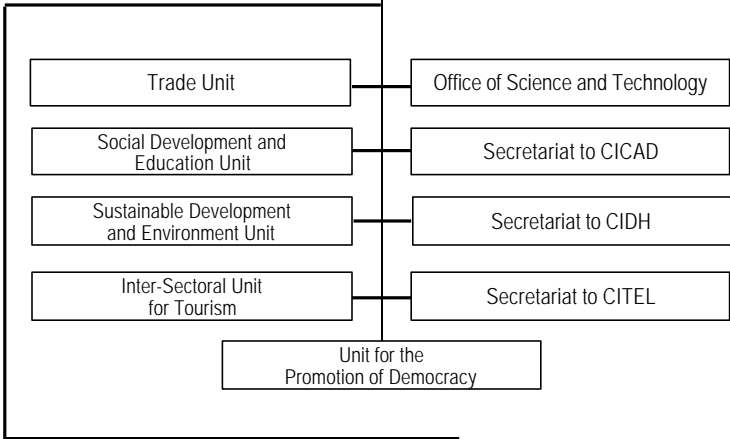 Trade Unit
Office of Science and Technology
Social Development and
Education Unit
Secretariat to CICAD
Sustainable Development
and Environment Unit
Secretariat to CIDH
Inter-Sectoral Unit
for Tourism
Secretariat to CITEL
Unit for the
Promotion of Democracy